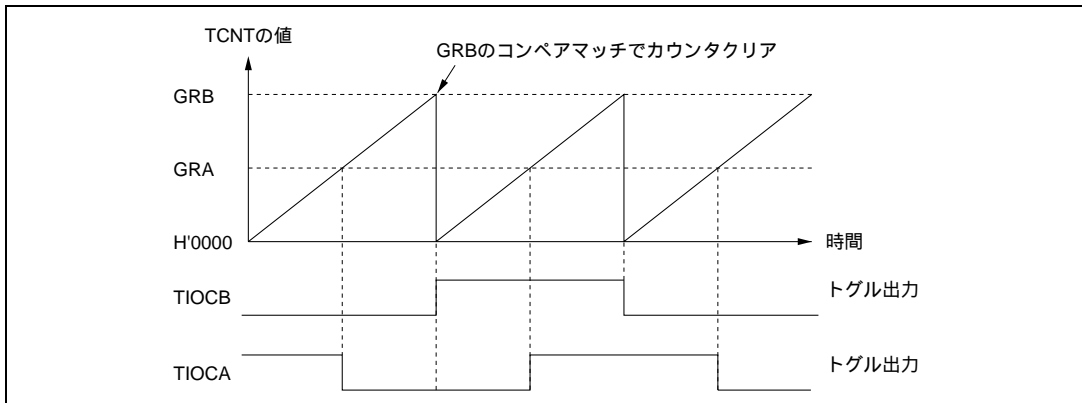 TCNTの値
GRBのコンペアマッチでカウンタクリア
GRB
GRA
H'0000
時間
TIOCB
トグル出力
TIOCA
トグル出力